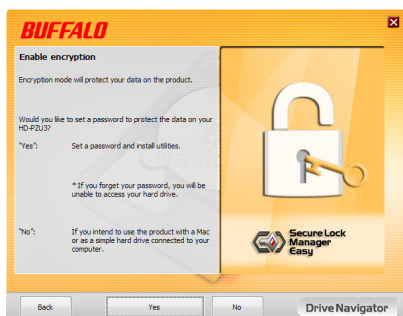 BUFFALO
Enable encryption
Encryption mode will protect your data on the product.
Would you like to set a password to protect the data on your
HD-PZU3?
"Yes": Set a password and install utilities.
* If you forget your password, you will be
unable to access your hard drive.
"No": If you intend to use the product with a Mac
or as a simple hard drive connected to your
computer.
Secure Lock
Manager
Easy
Back
Yes
No
DriveNavigator